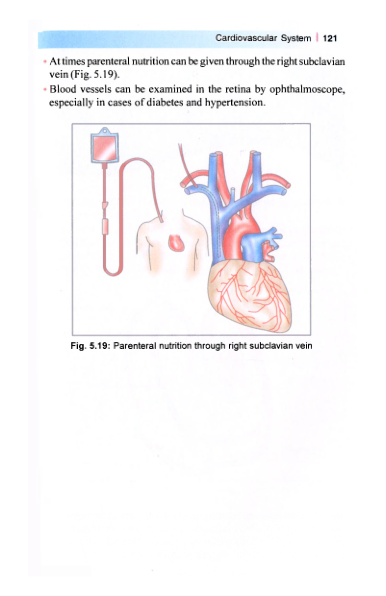 Cardiovascular System | 121
• At times parenteral nutrition can be given through the right subclavian
vein (Fig. 5.19).
• Blood vessels can be examined in the retina by ophthalmoscope,
especially in cases of diabetes and hypertension.
Fig. 5.19: Parenteral nutrition through right subclavian vein